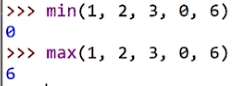 >>> min(1, 2, 3, 0, 6)
0
>>> max(1, 2, 3, 0, 6)
6